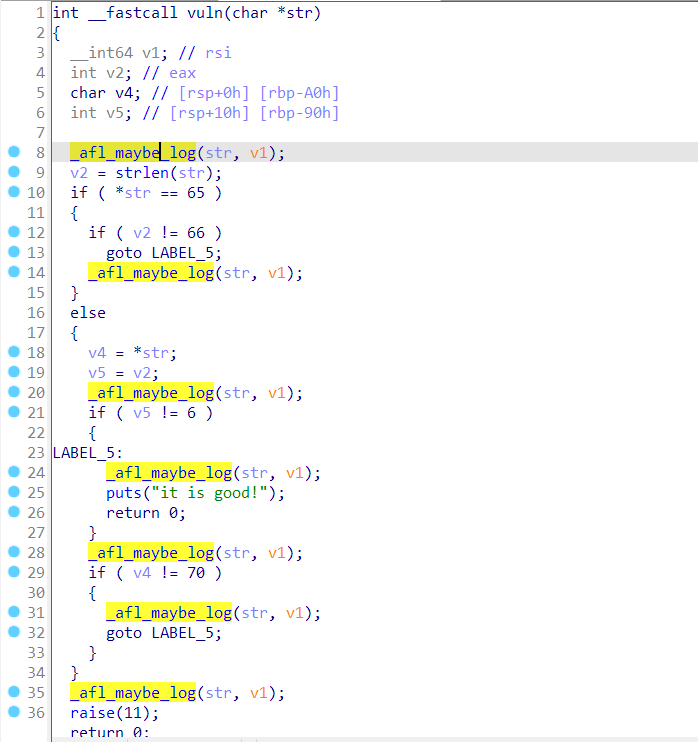 1 int __fastcall vuln(char *str)
2 {
3 __int64 v1; // rsi
4 int v2; // eax
5 char v4; // [rsp+0h] [rbp-A0h]
6 int v5; // [rsp+10h] [rbp-90h]
7
8 _afl_maybe_log(str, v1);
9 v2 = strlen(str);
10 if ( *str == 65 )
11 {
12 if ( v2 != 66 )
13 goto LABEL_5;
14 _afl_maybe_log(str, v1);
15 }
16 else
17 {
18 v4 = *str;
19 v5 = v2;
20 _afl_maybe_log(str, v1);
21 if ( v5 != 6 )
22 {
23 LABEL_5:
24 _afl_maybe_log(str, v1);
25 puts("it is good!");
26 return 0;
27 }
28 _afl_maybe_log(str, v1);
29 if ( v4 != 70 )
30 {
31 _afl_maybe_log(str, v1);
32 goto LABEL_5;
33 }
34 }
35 _afl_maybe_log(str, v1);
36 raise(11);
return 0;